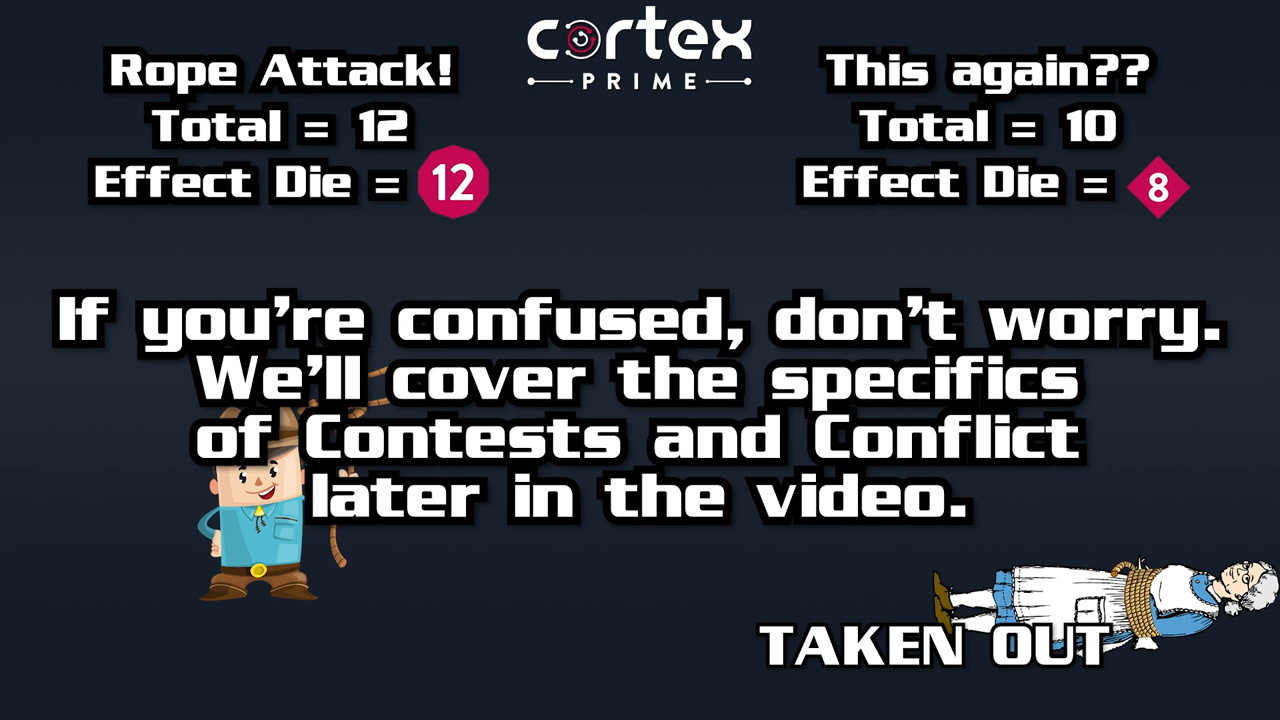 cortex
PRIME
Rope Attack!
Total = 12
Effect Die = 12
This again??
Total = 10
Effect Die = 8
If you're confused, don't worry.
We'll cover the specifics
of Contests and Conflict
later in the video.
TAKEN OUT